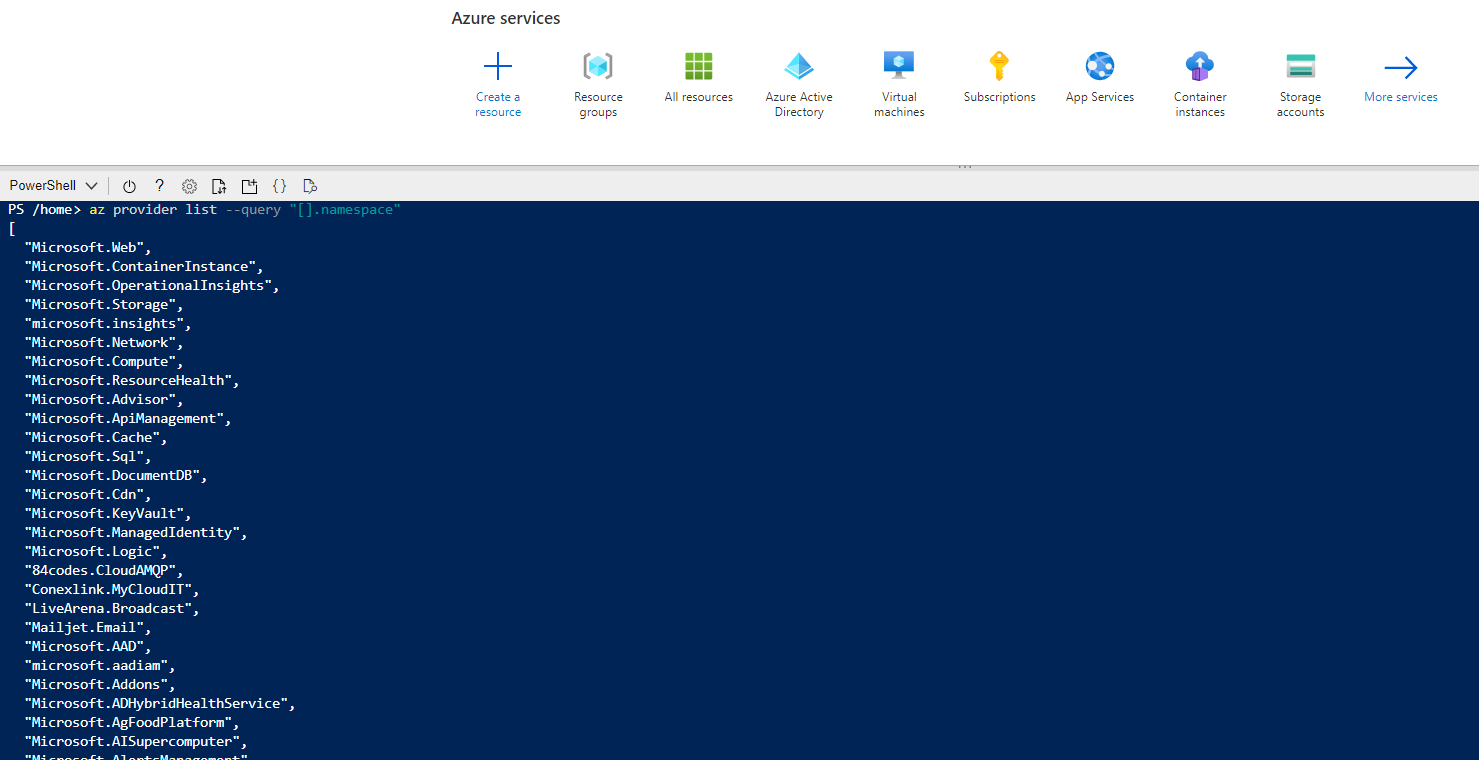 Azure services
Create a resource
Resource groups
All resources
Azure Active Directory
Virtual machines
Subscriptions
App Services
Container instances
Storage accounts
More services
PowerShell
PS /home> az provider list --query "[].namespace"
[
"Microsoft.Web",
"Microsoft.ContainerInstance",
"Microsoft.OperationalInsights",
"Microsoft.Storage",
"microsoft.insights",
"Microsoft.Network",
"Microsoft.Compute",
"Microsoft.ResourceHealth",
"Microsoft.Advisor",
"Microsoft.ApiManagement",
"Microsoft.Cache",
"Microsoft.Sql",
"Microsoft.DocumentDB",
"Microsoft.Cdn",
"Microsoft.KeyVault",
"Microsoft.ManagedIdentity",
"Microsoft.Logic",
"84codes.CloudAMQP",
"Conexlink.MyCloudIT",
"LiveArena.Broadcast",
"Mailjet.Email",
"Microsoft.AAD",
"microsoft.aadiam",
"Microsoft.Addons",
"Microsoft.ADHybridHealthService",
"Microsoft.AgFoodPlatform",
"Microsoft.AISupercomputer",
"Microsoft.AlertsManagement"